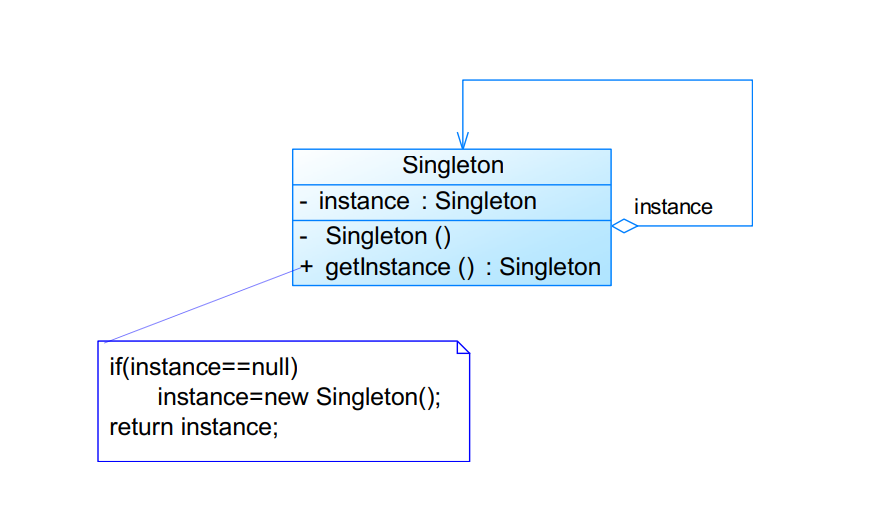 Singleton
- instance : Singleton
instance
- Singleton ()
+ getInstance () : Singleton
if(instance==null)
instance=new Singleton();
return instance;